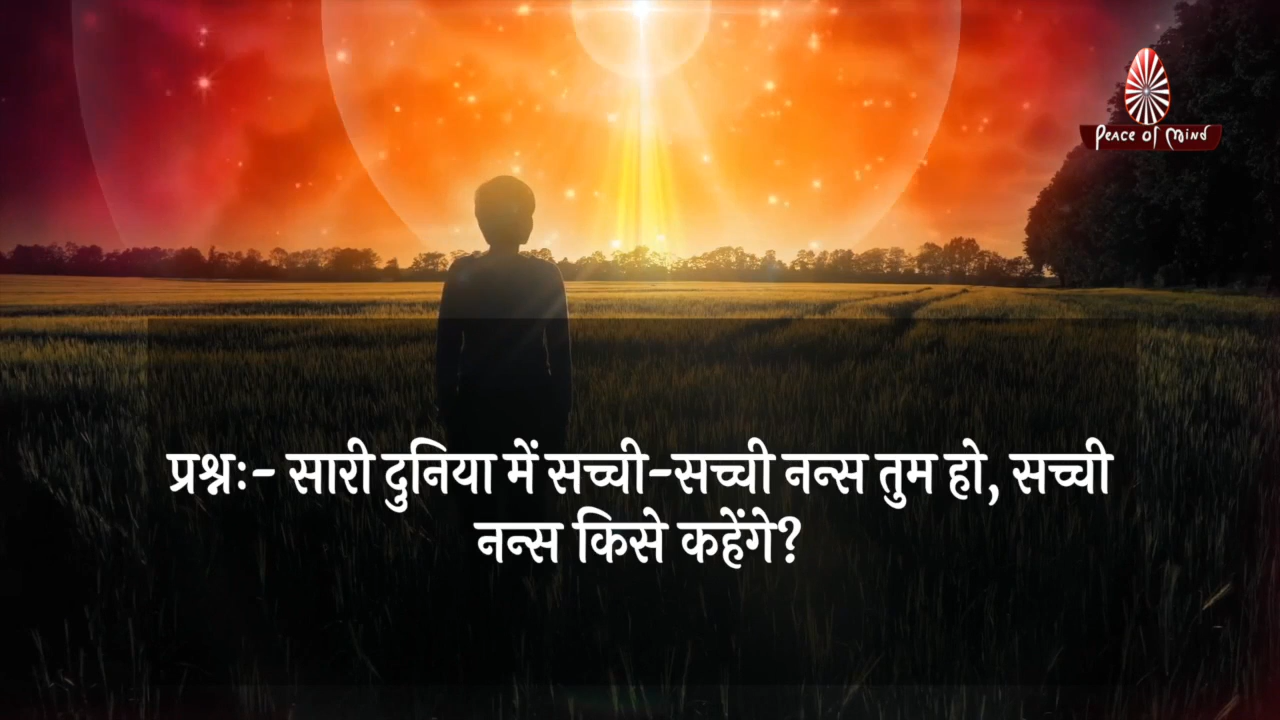 Peace of Mind
प्रश्नः- सारी दुनिया में सच्ची-सच्ची नन्स तुम हो, सच्ची
नन्स किसे कहेंगे?